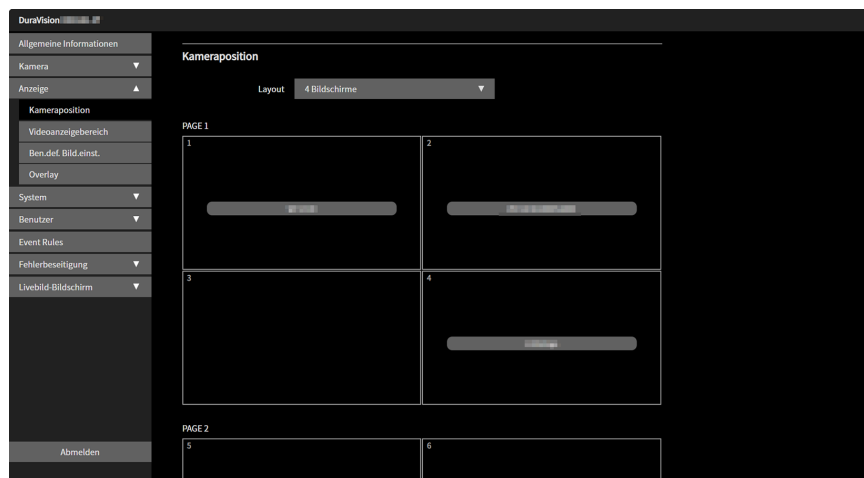 DuraVision
Allgemeine Informationen
Kamera
Anzeige
Kameraposition
Videoanzeigebereich
Ben.def. Bild.einst.
Overlay
System
Benutzer
Event Rules
Fehlerbeseitigung
Livebild-Bildschirm
Abmelden
Kameraposition
Layout 4 Bildschirme
PAGE 1
1 2
3 4
PAGE 2
5 6